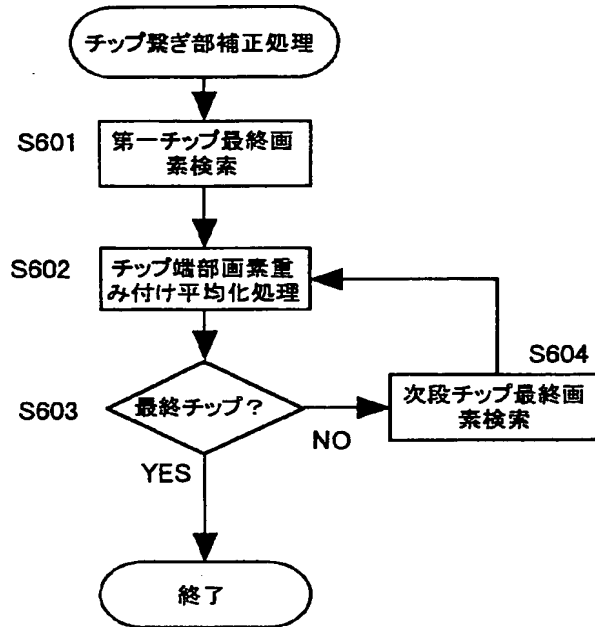 チップ繋ぎ部補正処理
S601
第一チップ最終画
素検索
S602
チップ端部画素重
み付け平均化処理
S604
S603
最終チップ？
次段チップ最終画
素検索
NO
YES
終了